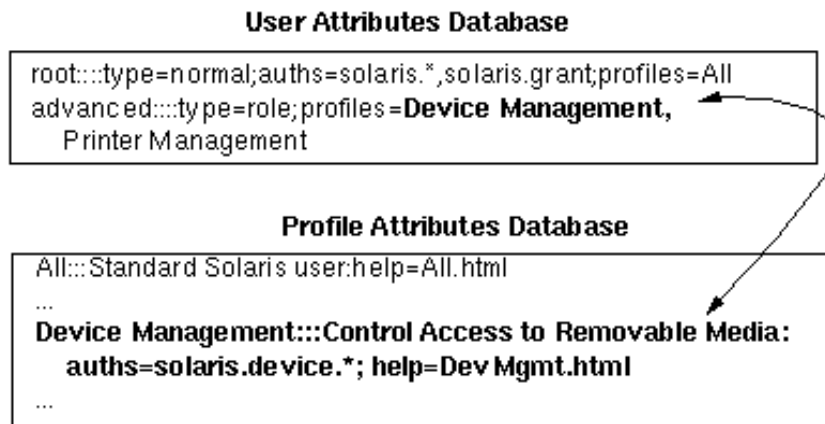 User Attributes Database
root::::type=normal;auths=solaris.*,solaris.grant;profiles=All
advanced::::type=role;profiles=Device Management,
Printer Management
Profile Attributes Database
All:::Standard Solaris user:help=All.html
...
Device Management:::Control Access to Removable Media:
auths=solaris.device.*; help=DevMgmt.html
...